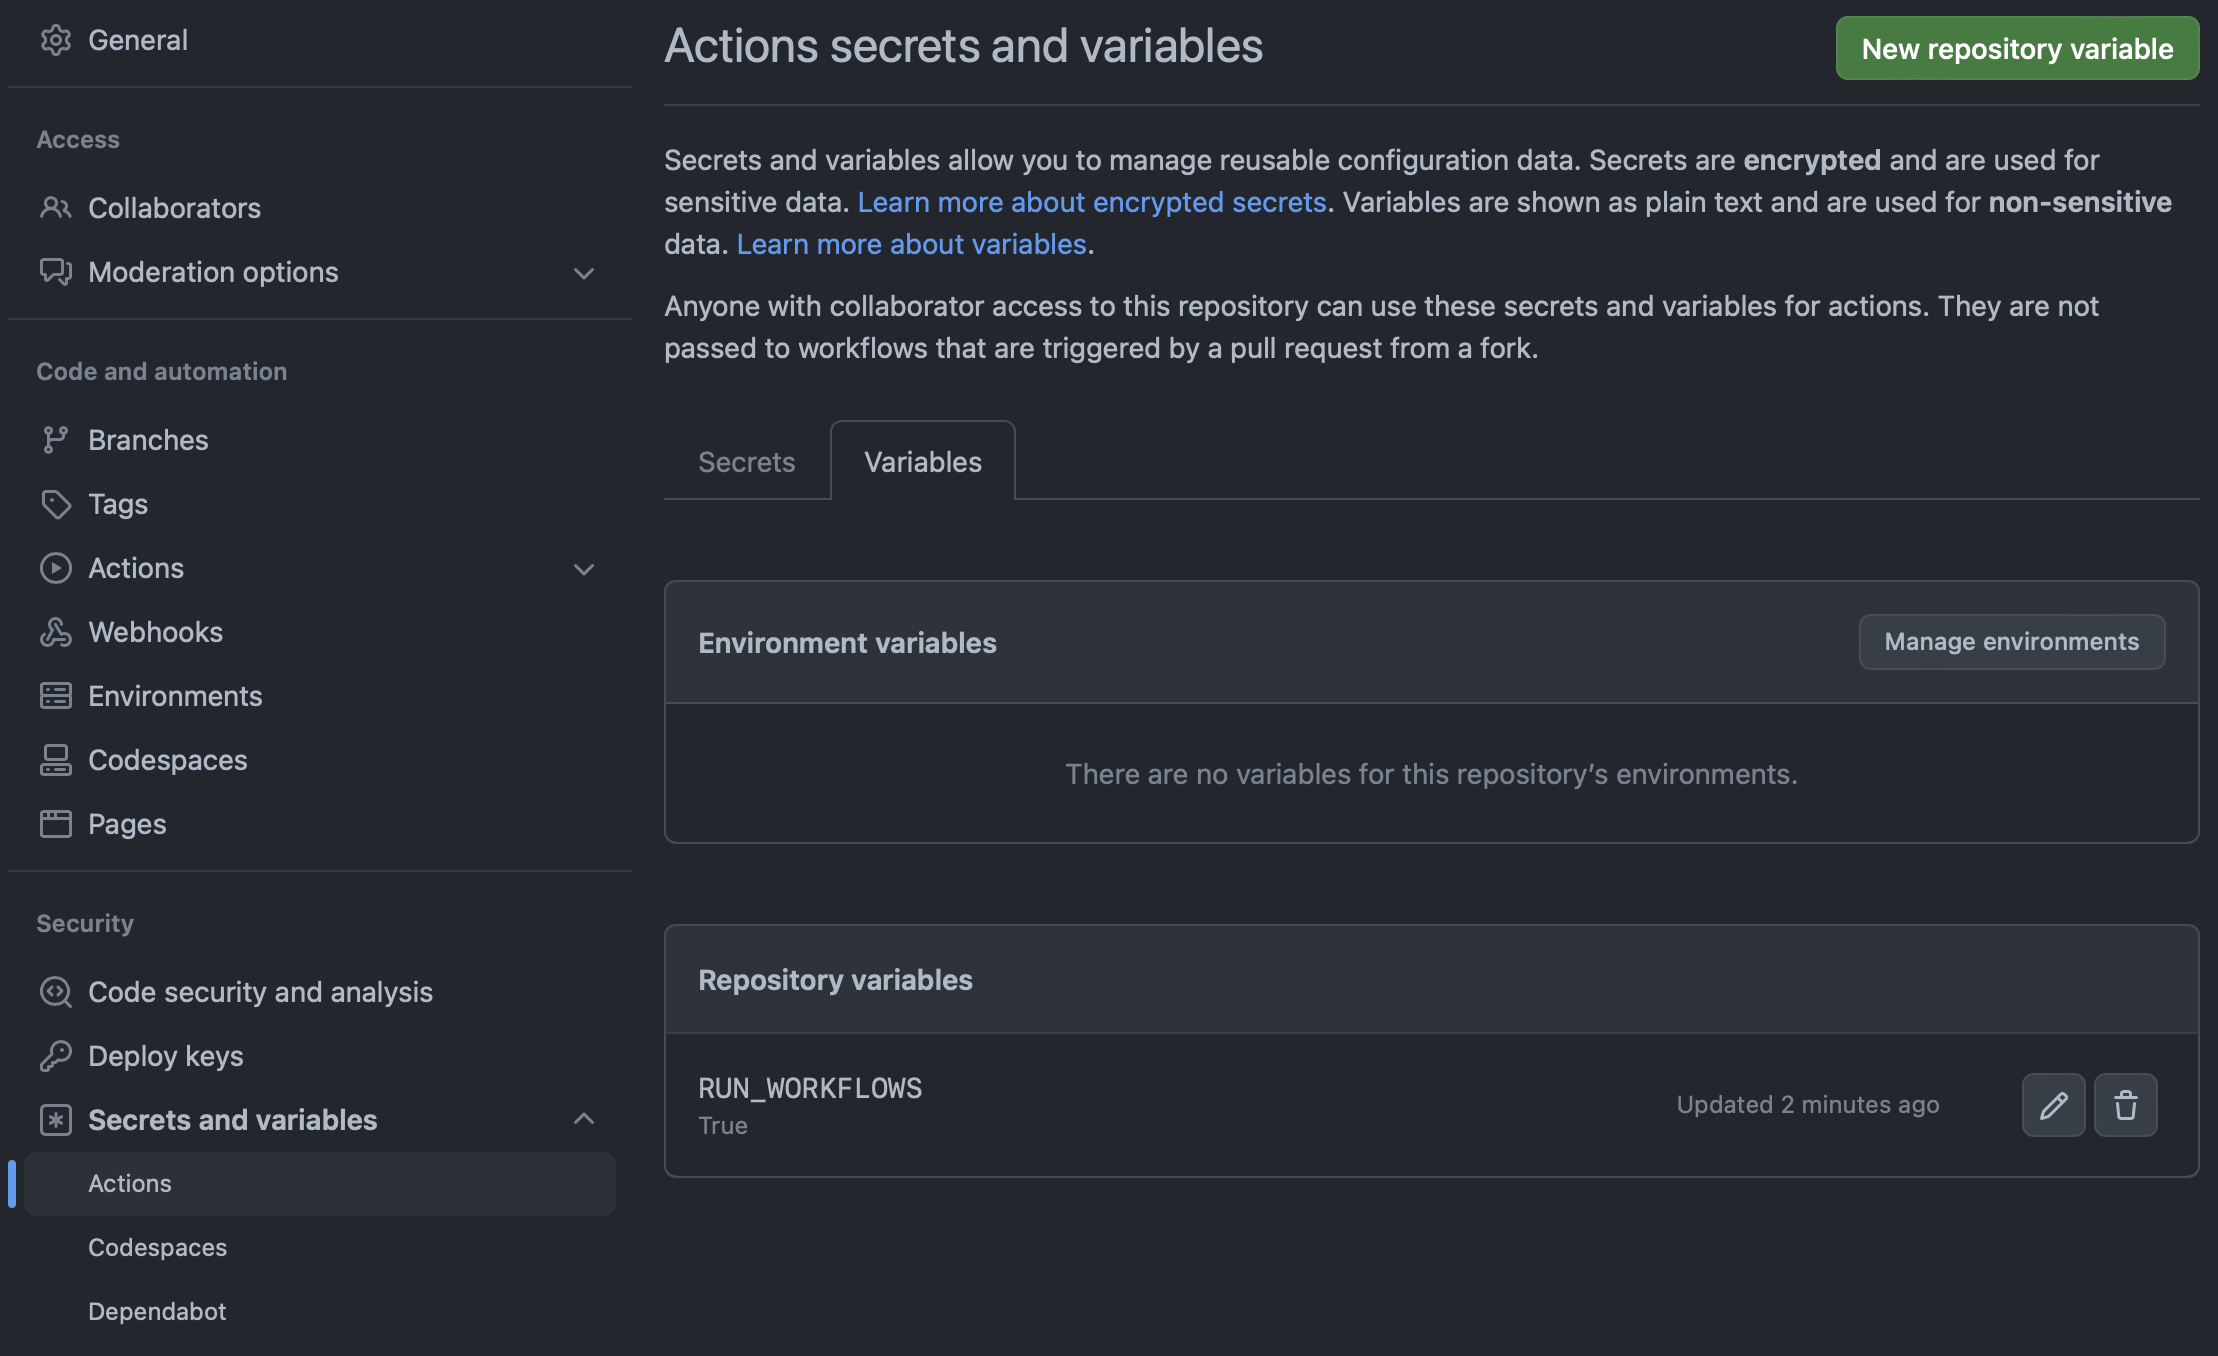 General
Access
Collaborators
Moderation options
Code and automation
Branches
Tags
Actions
Webhooks
Environments
Codespaces
Pages
Security
Code security and analysis
Deploy keys
Secrets and variables
Actions
Codespaces
Dependabot
Actions secrets and variables
New repository variable
Secrets and variables allow you to manage reusable configuration data. Secrets are encrypted and are used for
sensitive data. Learn more about encrypted secrets. Variables are shown as plain text and are used for non-sensitive
data. Learn more about variables.
Anyone with collaborator access to this repository can use these secrets and variables for actions. They are not
passed to workflows that are triggered by a pull request from a fork.
Secrets
Variables
Environment variables
Manage environments
There are no variables for this repository’s environments.
Repository variables
RUN_WORKFLOWS
True
Updated 2 minutes ago